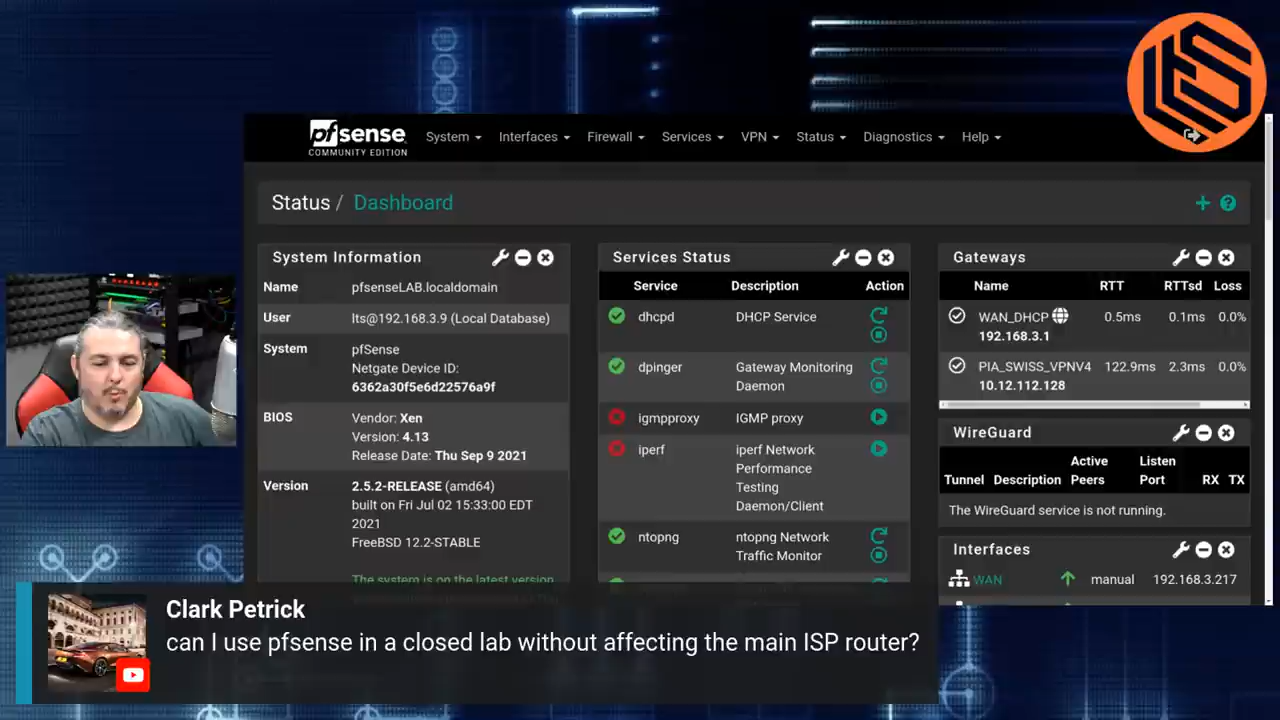 pfsense
COMMUNITY EDITION
System Interfaces Firewall Services VPN Status Diagnostics Help
Status / Dashboard
System Information
Name pfsenseLAB.localdomain
User lts@192.168.3.9 (Local Database)
System pfSense
Netgate Device ID:
6362a30f5e6d22576a9f
BIOS Vendor: Xen
Version: 4.13
Release Date: Thu Sep 9 2021
Version 2.5.2-RELEASE (amd64)
built on Fri Jul 02 15:33:00 EDT
2021
FreeBSD 12.2-STABLE
The system is on the latest version
Services Status
Service Description Action
dhcpd DHCP Service
dpinger Gateway Monitoring
Daemon
igmpproxy IGMP proxy
iperf iperf Network
Performance
Testing
Daemon/Client
ntopng ntopng Network
Traffic Monitor
Gateways
Name RTT RTTsd Loss
WAN_DHCP 0.5ms 0.1ms 0.0%
192.168.3.1
PIA_SWISS_VPNV4 122.9ms 2.3ms 0.0%
10.12.112.128
WireGuard
Tunnel Description Active Peers Listen Port RX TX
The WireGuard service is not running.
Interfaces
WAN manual 192.168.3.217
Clark Petrick
can I use pfsense in a closed lab without affecting the main ISP router?